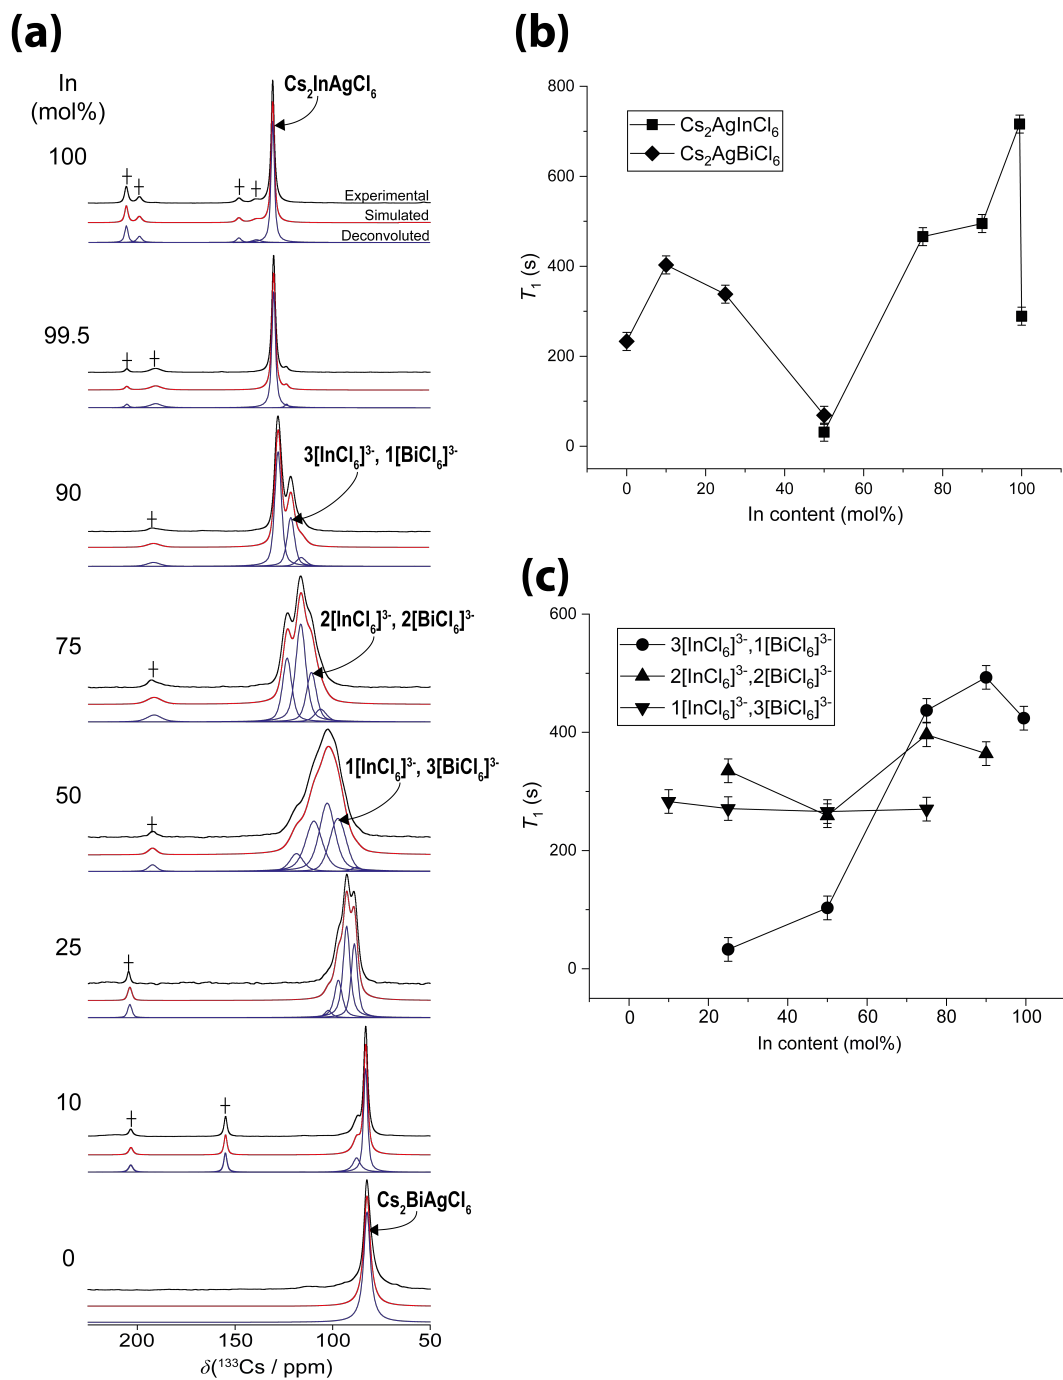 (a)
In
(mol%)
Cs₂InAgCl₆
100
Experimental
Simulated
Deconvoluted
99.5
3[InCl₆]³⁻, 1[BiCl₆]³⁻
90
2[InCl₆]³⁻, 2[BiCl₆]³⁻
75
1[InCl₆]³⁻, 3[BiCl₆]³⁻
50
25
10
Cs₂BiAgCl₆
0
200 150 100 50
δ(¹³³Cs / ppm)
(b)
800
600
400
200
0
T₁ (s)
Cs₂AgInCl₆
Cs₂AgBiCl₆
0 20 40 60 80 100
In content (mol%)
(c)
600
400
200
0
T₁ (s)
3[InCl₆]³⁻,1[BiCl₆]³⁻
2[InCl₆]³⁻,2[BiCl₆]³⁻
1[InCl₆]³⁻,3[BiCl₆]³⁻
0 20 40 60 80 100
In content (mol%)